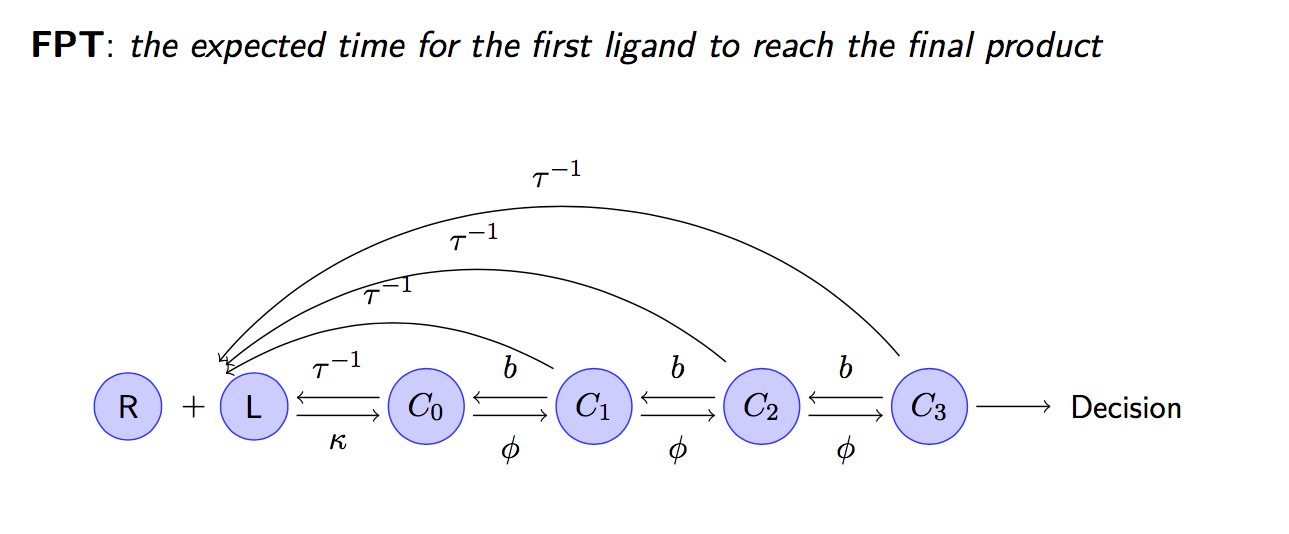 FPT: the expected time for the first ligand to reach the final product
τ⁻¹
τ⁻¹
τ⁻¹
τ⁻¹ b b b
R + L C₀ C₁ C₂ C₃ Decision
κ ϕ ϕ ϕ